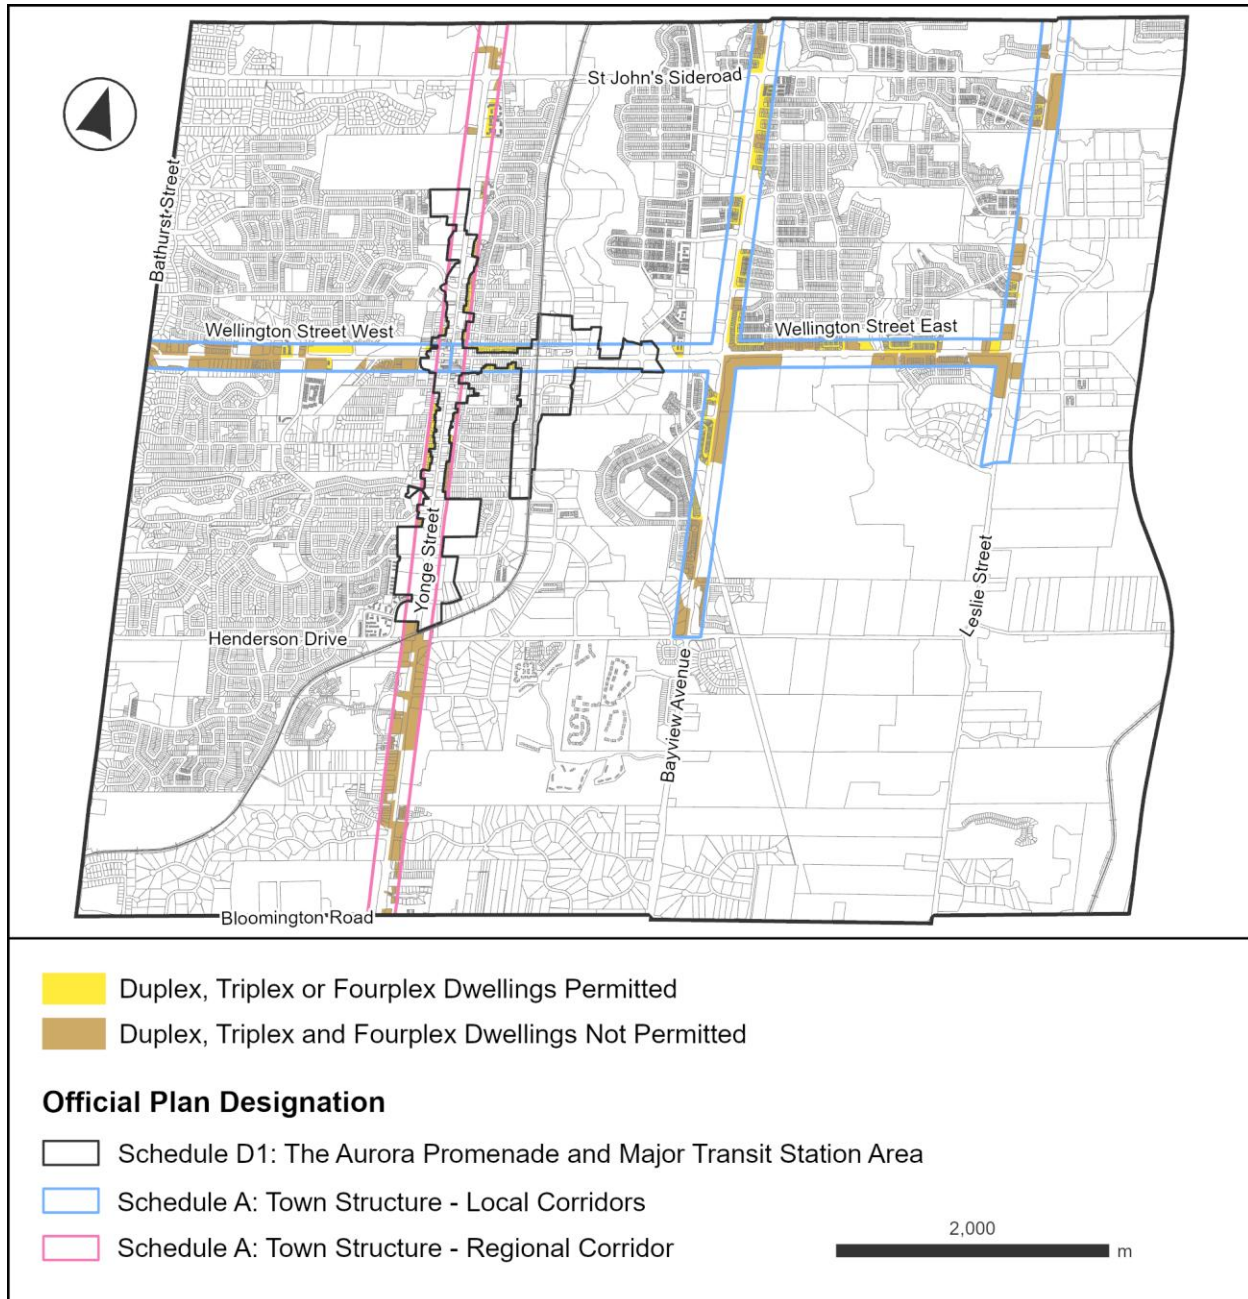 St John's Sideroad
Bathurst Street
Wellington Street West
Wellington Street East
Yonge Street
Leslie Street
Henderson Drive
Bayview Avenue
Bloomington Road
Duplex, Triplex or Fourplex Dwellings Permitted
Duplex, Triplex and Fourplex Dwellings Not Permitted
Official Plan Designation
Schedule D1: The Aurora Promenade and Major Transit Station Area
Schedule A: Town Structure - Local Corridors
Schedule A: Town Structure - Regional Corridor
2,000
m